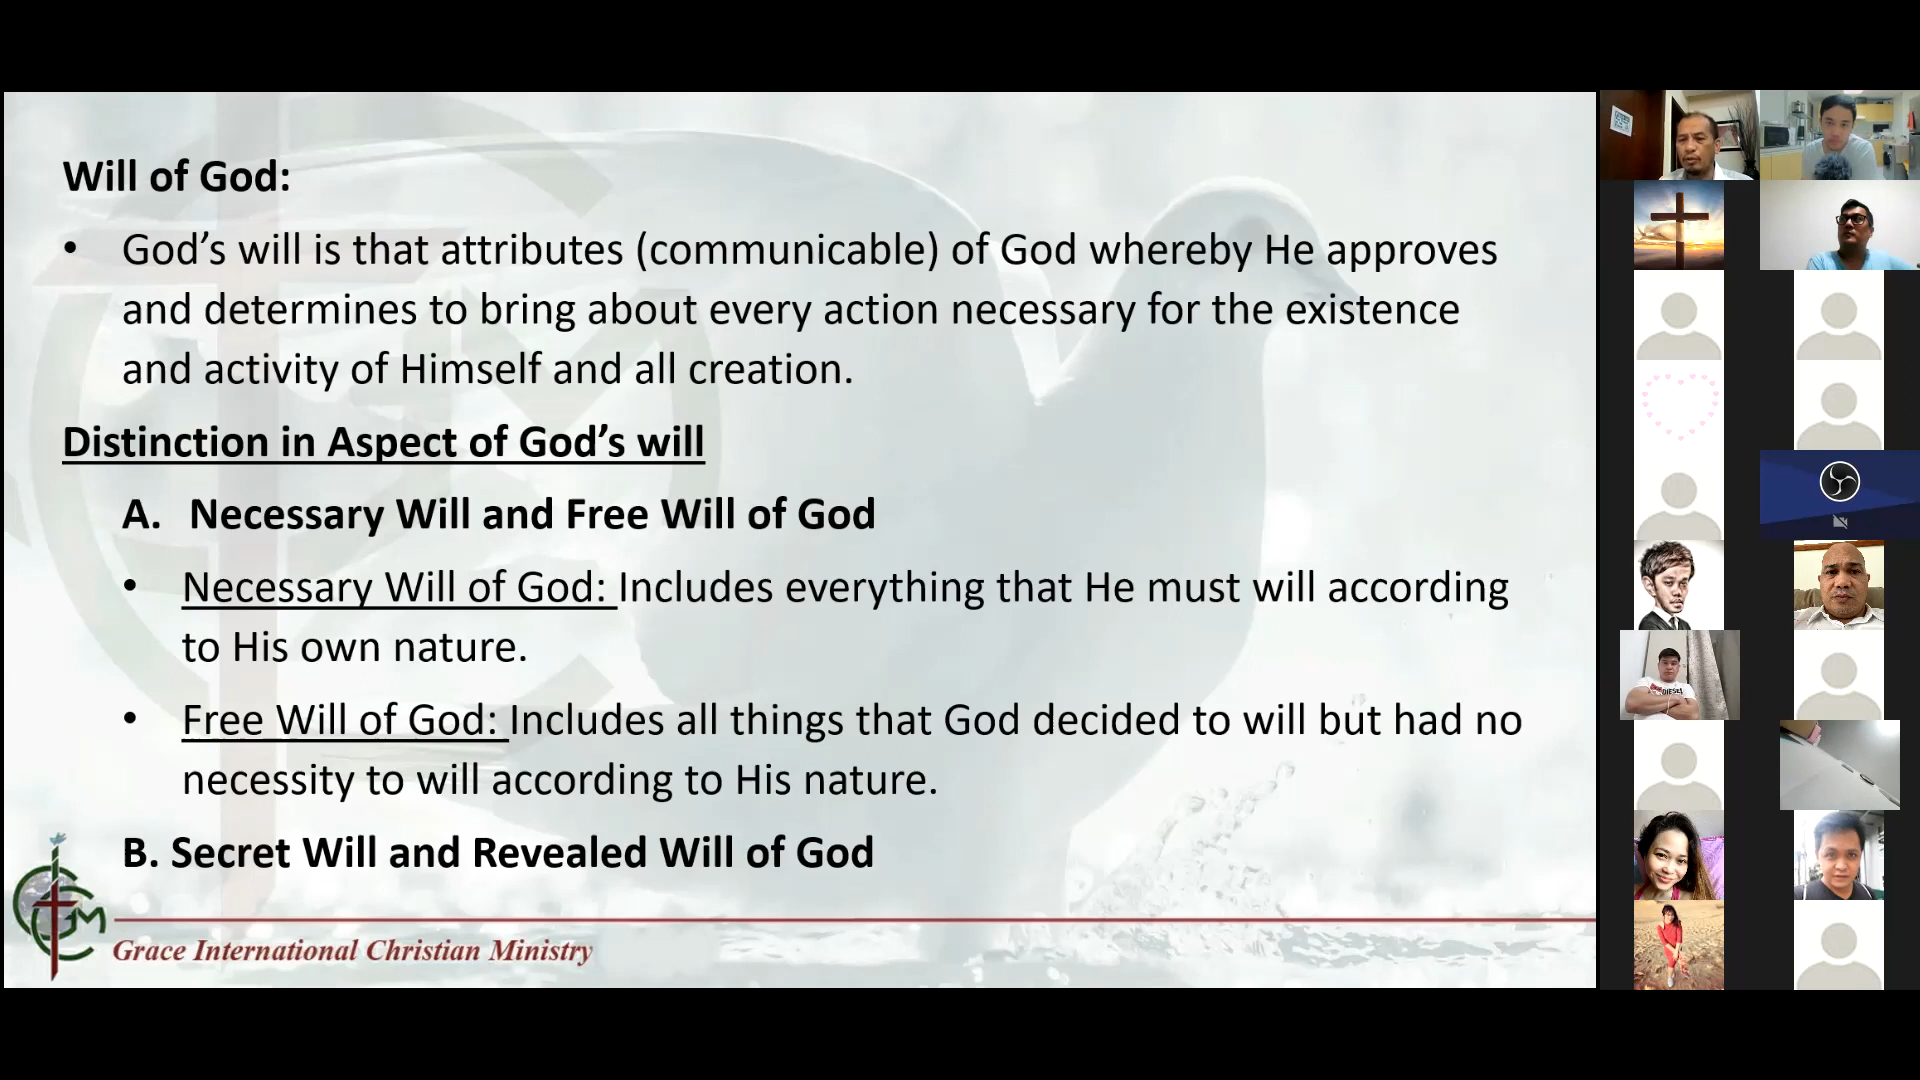 Will of God:
• God’s will is that attributes (communicable) of God whereby He approves
and determines to bring about every action necessary for the existence
and activity of Himself and all creation.
Distinction in Aspect of God’s will
A. Necessary Will and Free Will of God
• Necessary Will of God: Includes everything that He must will according
to His own nature.
• Free Will of God: Includes all things that God decided to will but had no
necessity to will according to His nature.
B. Secret Will and Revealed Will of God
Grace International Christian Ministry
DIESEL